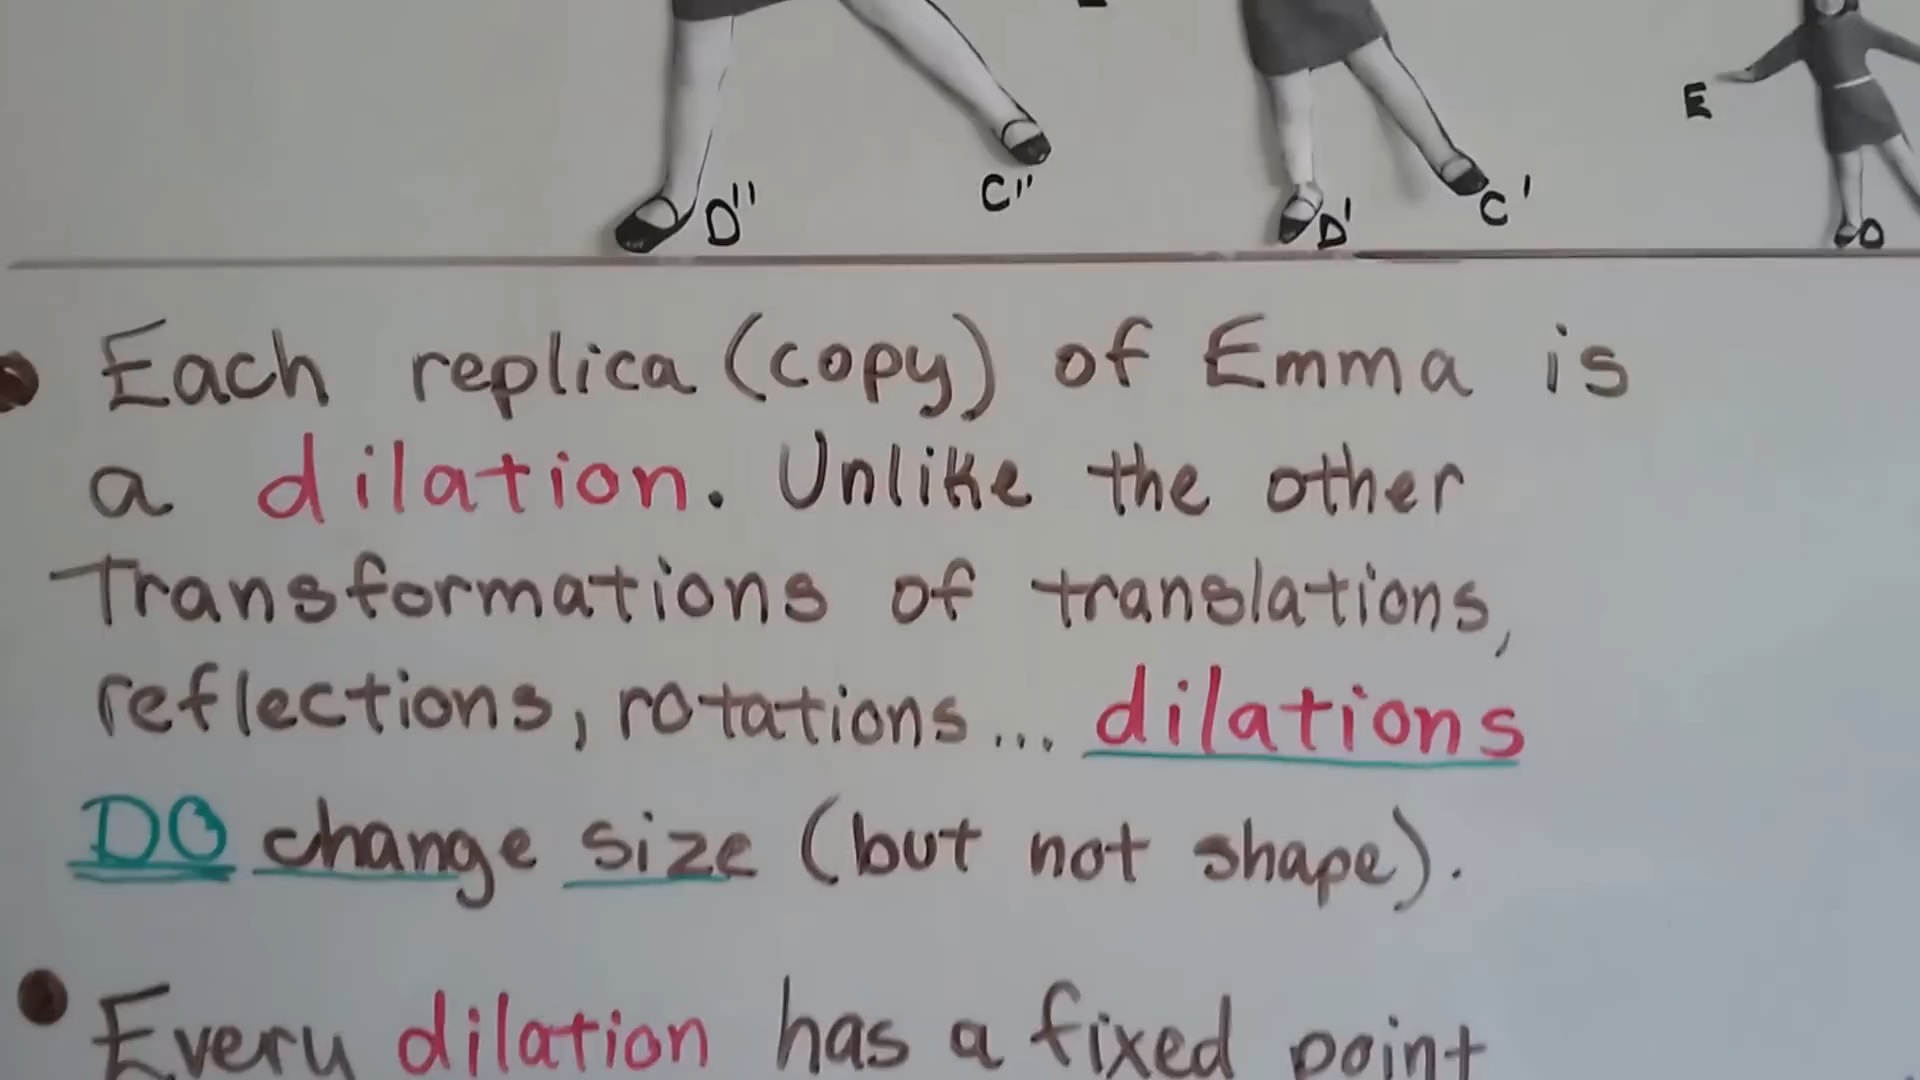 E
D'' C'' D' C' D
Each replica (copy) of Emma is
a dilation. Unlike the other
Transformations of translations,
reflections, rotations... dilations
DO change size (but not shape).
Every dilation has a fixed point